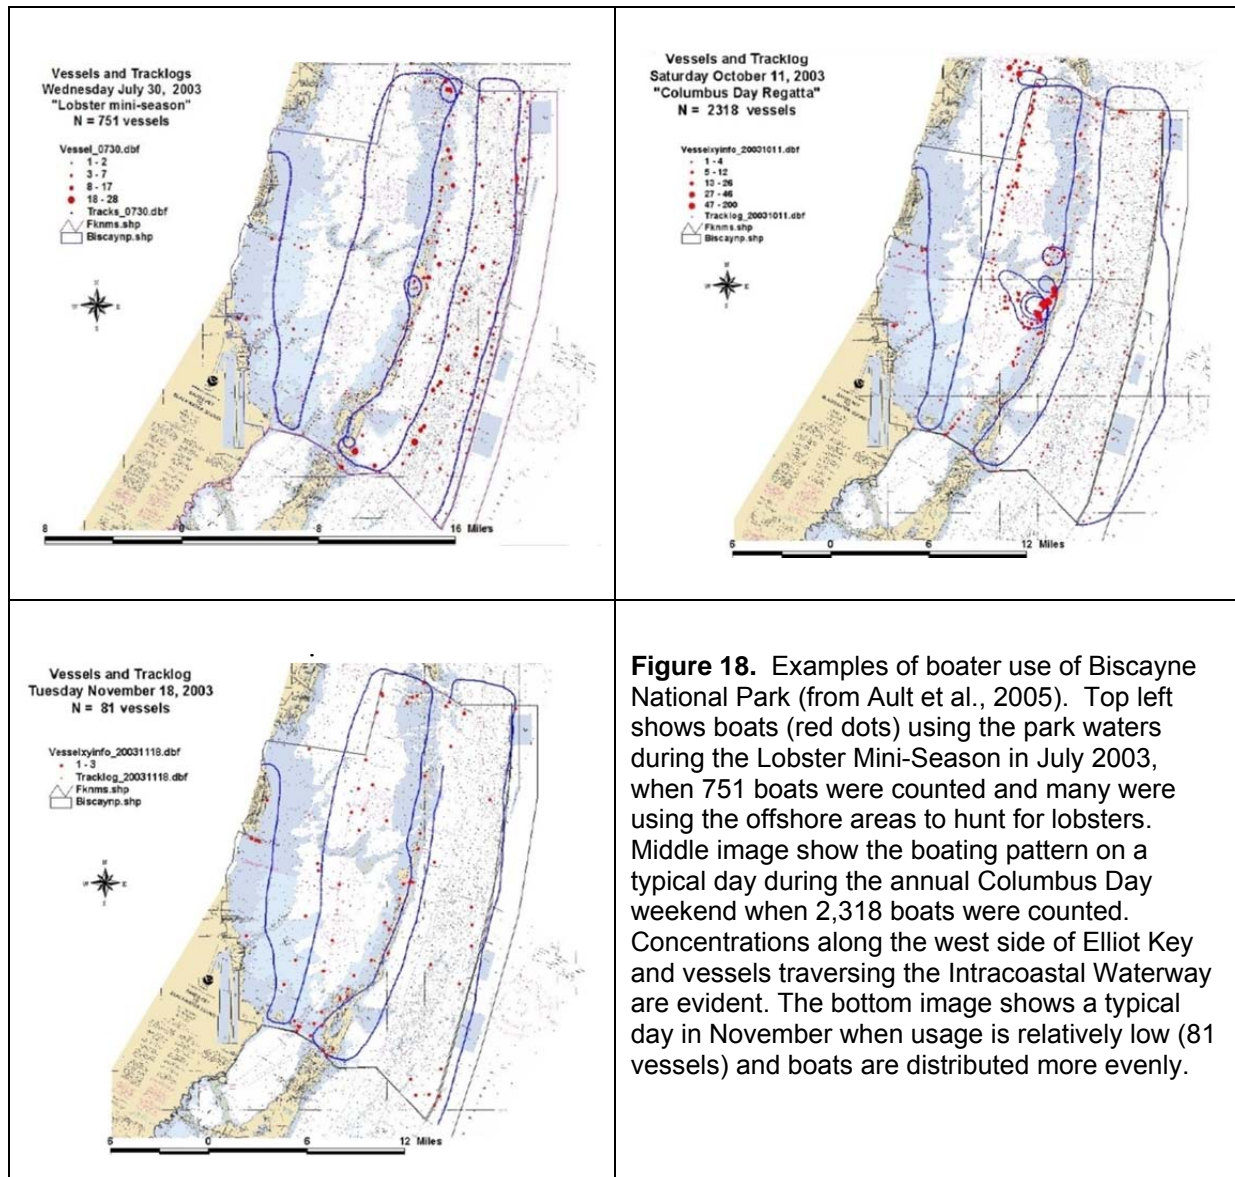 Vessels and Tracklogs
Wednesday July 30, 2003
"Lobster mini-season"
N = 751 vessels
Vessel_0730.dbf
1 - 2
3 - 7
8 - 17
18 - 28
Tracks_0730.dbf
Fknms.shp
Biscaynp.shp
N
W E
S
8 0 8 16 Miles
Vessels and Tracklog
Saturday October 11, 2003
"Columbus Day Regatta"
N = 2318 vessels
Vesselxyinfo_20031011.dbf
1 - 4
5 - 12
13 - 26
27 - 46
47 - 200
Tracklog_20031011.dbf
Fknms.shp
Biscaynp.shp
N
W E
S
6 0 6 12 Miles
Vessels and Tracklog
Tuesday November 18, 2003
N = 81 vessels
Vesselxyinfo_20031118.dbf
1 - 3
Tracklog_20031118.dbf
Fknms.shp
Biscaynp.shp
N
W E
S
6 0 6 12 Miles
Figure 18. Examples of boater use of Biscayne
National Park (from Ault et al., 2005). Top left
shows boats (red dots) using the park waters
during the Lobster Mini-Season in July 2003,
when 751 boats were counted and many were
using the offshore areas to hunt for lobsters.
Middle image show the boating pattern on a
typical day during the annual Columbus Day
weekend when 2,318 boats were counted.
Concentrations along the west side of Elliot Key
and vessels traversing the Intracoastal Waterway
are evident. The bottom image shows a typical
day in November when usage is relatively low (81
vessels) and boats are distributed more evenly.